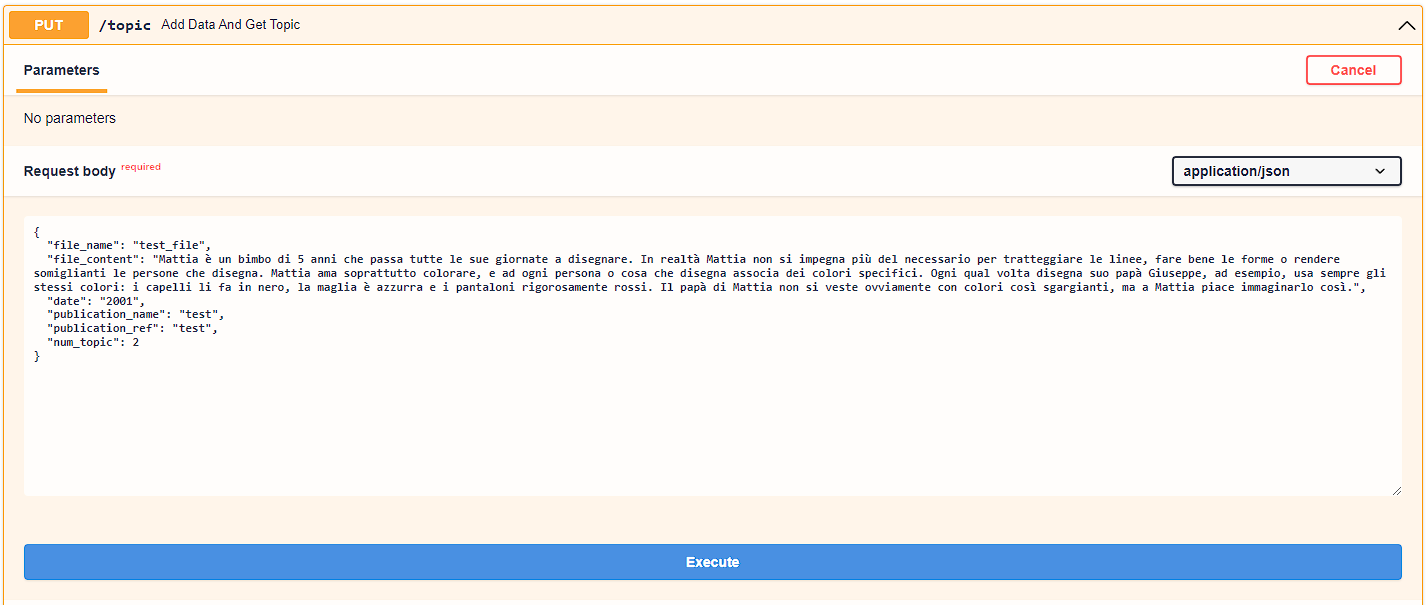 PUT /topic Add Data And Get Topic
Parameters
Cancel
No parameters
Request body required
application/json
{
"file_name": "test_file",
"file_content": "Mattia è un bimbo di 5 anni che passa tutte le sue giornate a disegnare. In realtà Mattia non si impegna più del necessario per tratteggiare le linee, fare bene le forme o rendere
somiglianti le persone che disegna. Mattia ama soprattutto colorare, e ad ogni persona o cosa che disegna associa dei colori specifici. Ogni qual volta disegna suo papà Giuseppe, ad esempio, usa sempre gli
stessi colori: i capelli li fa in nero, la maglia è azzurra e i pantaloni rigorosamente rossi. Il papà di Mattia non si veste ovviamente con colori così sgargianti, ma a Mattia piace immaginarlo così.",
"date": "2001",
"publication_name": "test",
"publication_ref": "test",
"num_topic": 2
}
Execute